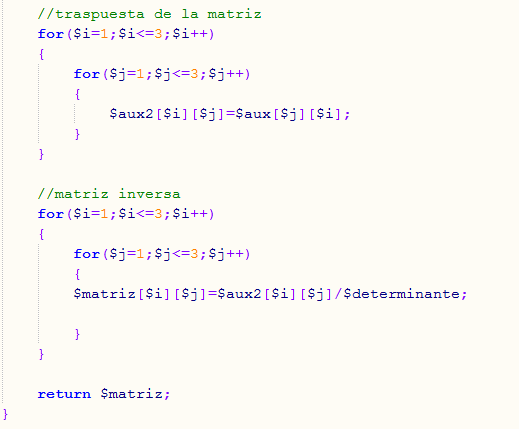 //traspuesta de la matriz
for($i=1;$i<=3;$i++)
{
for($j=1;$j<=3;$j++)
{
$aux2[$i][$j]=$aux[$j][$i];
}
}
//matriz inversa
for($i=1;$i<=3;$i++)
{
for($j=1;$j<=3;$j++)
{
$matriz[$i][$j]=$aux2[$i][$j]/$determinante;
}
}
return $matriz;
}